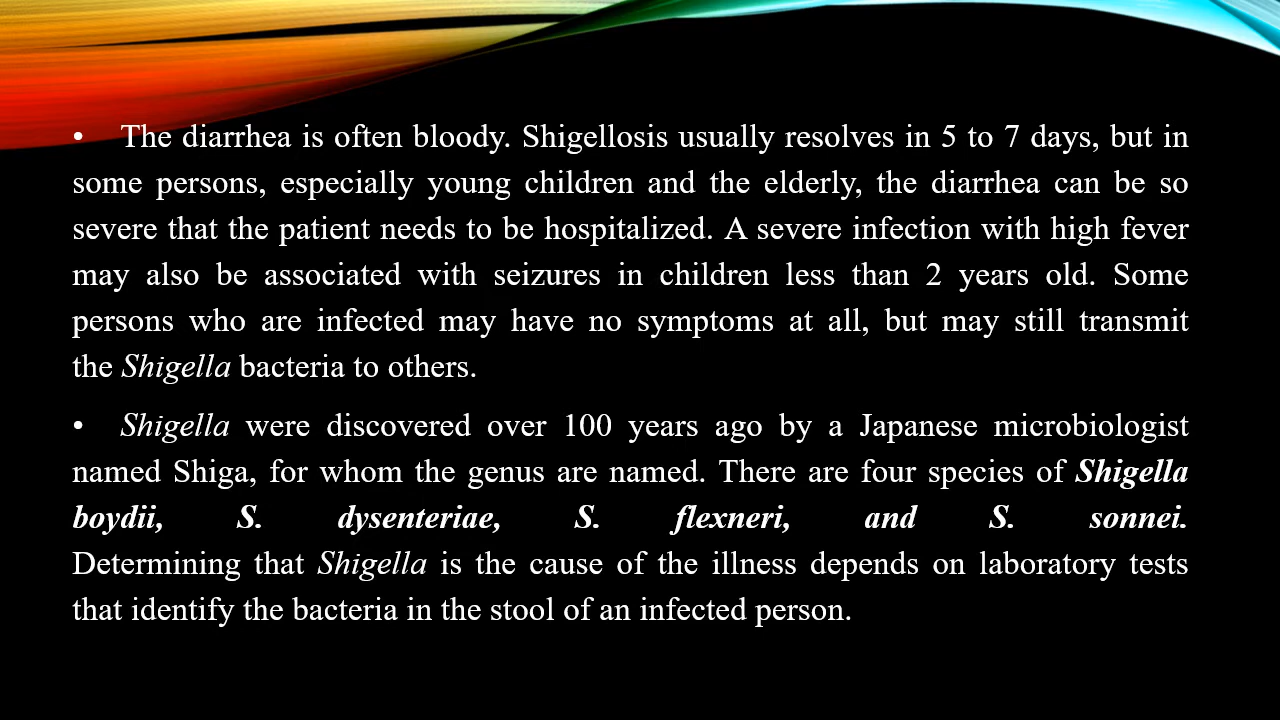 • The diarrhea is often bloody. Shigellosis usually resolves in 5 to 7 days, but in
some persons, especially young children and the elderly, the diarrhea can be so
severe that the patient needs to be hospitalized. A severe infection with high fever
may also be associated with seizures in children less than 2 years old. Some
persons who are infected may have no symptoms at all, but may still transmit
the Shigella bacteria to others.
• Shigella were discovered over 100 years ago by a Japanese microbiologist
named Shiga, for whom the genus are named. There are four species of Shigella
boydii, S. dysenteriae, S. flexneri, and S. sonnei.
Determining that Shigella is the cause of the illness depends on laboratory tests
that identify the bacteria in the stool of an infected person.